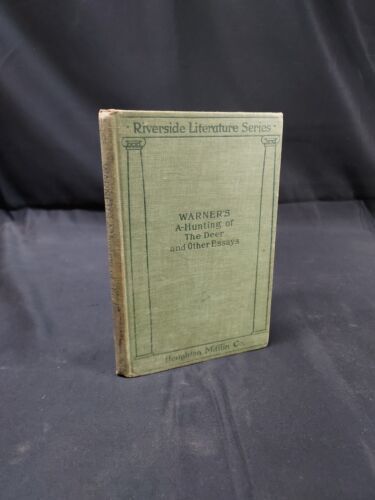 Riverside Literature Series
WARNER'S
A-Hunting of
The Deer
and Other Essays
Houghton Mifflin Co.